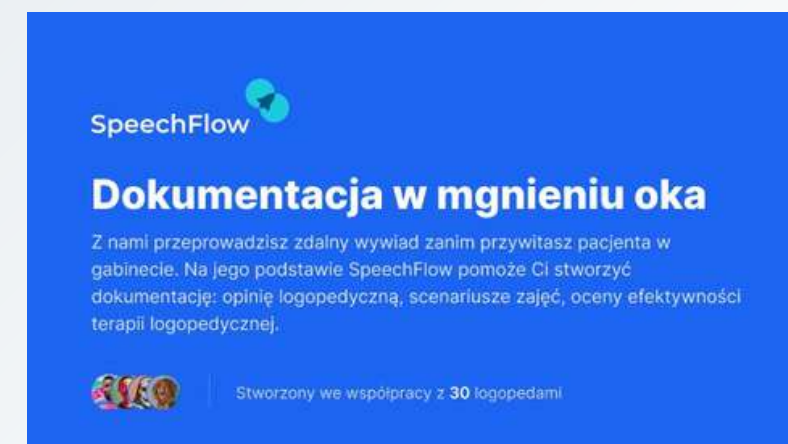 SpeechFlow
Dokumentacja w mgnieniu oka
Z nami przeprowadzisz zdalny wywiad zanim przywitasz pacjenta w
gabinecie. Na jego podstawie SpeechFlow pomoże Ci stworzyć
dokumentację: opinię logopedyczną, scenariusze zajęć, oceny efektywności
terapii logopedycznej.
Stworzony we współpracy z 30 logopedami